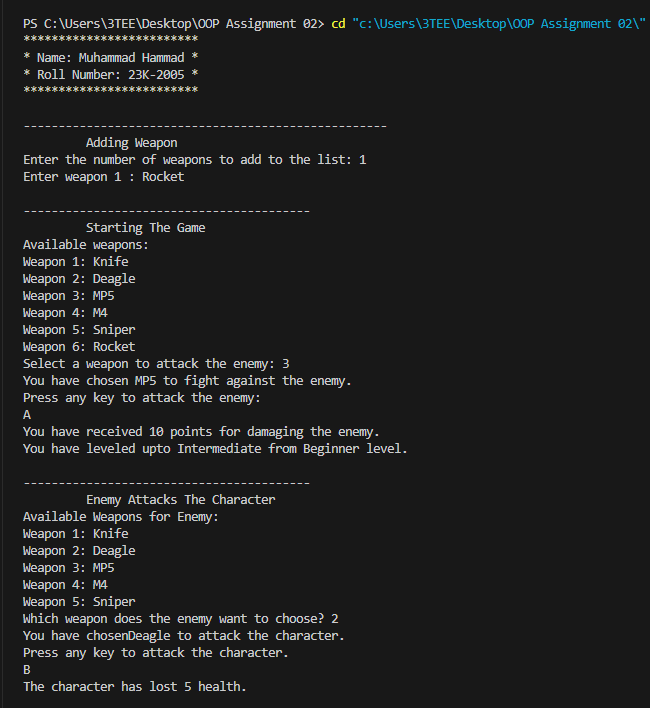 PS C:\Users\3TEE\Desktop\OOP Assignment 02> cd "c:\Users\3TEE\Desktop\OOP Assignment 02\"
*************************
* Name: Muhammad Hammad *
* Roll Number: 23K-2005 *
*************************
----------------------------------------------------
Adding Weapon
Enter the number of weapons to add to the list: 1
Enter weapon 1 : Rocket
-----------------------------------------
Starting The Game
Available weapons:
Weapon 1: Knife
Weapon 2: Deagle
Weapon 3: MP5
Weapon 4: M4
Weapon 5: Sniper
Weapon 6: Rocket
Select a weapon to attack the enemy: 3
You have chosen MP5 to fight against the enemy.
Press any key to attack the enemy:
A
You have received 10 points for damaging the enemy.
You have leveled upto Intermediate from Beginner level.
-----------------------------------------
Enemy Attacks The Character
Available Weapons for Enemy:
Weapon 1: Knife
Weapon 2: Deagle
Weapon 3: MP5
Weapon 4: M4
Weapon 5: Sniper
Which weapon does the enemy want to choose? 2
You have chosenDeagle to attack the character.
Press any key to attack the character.
B
The character has lost 5 health.